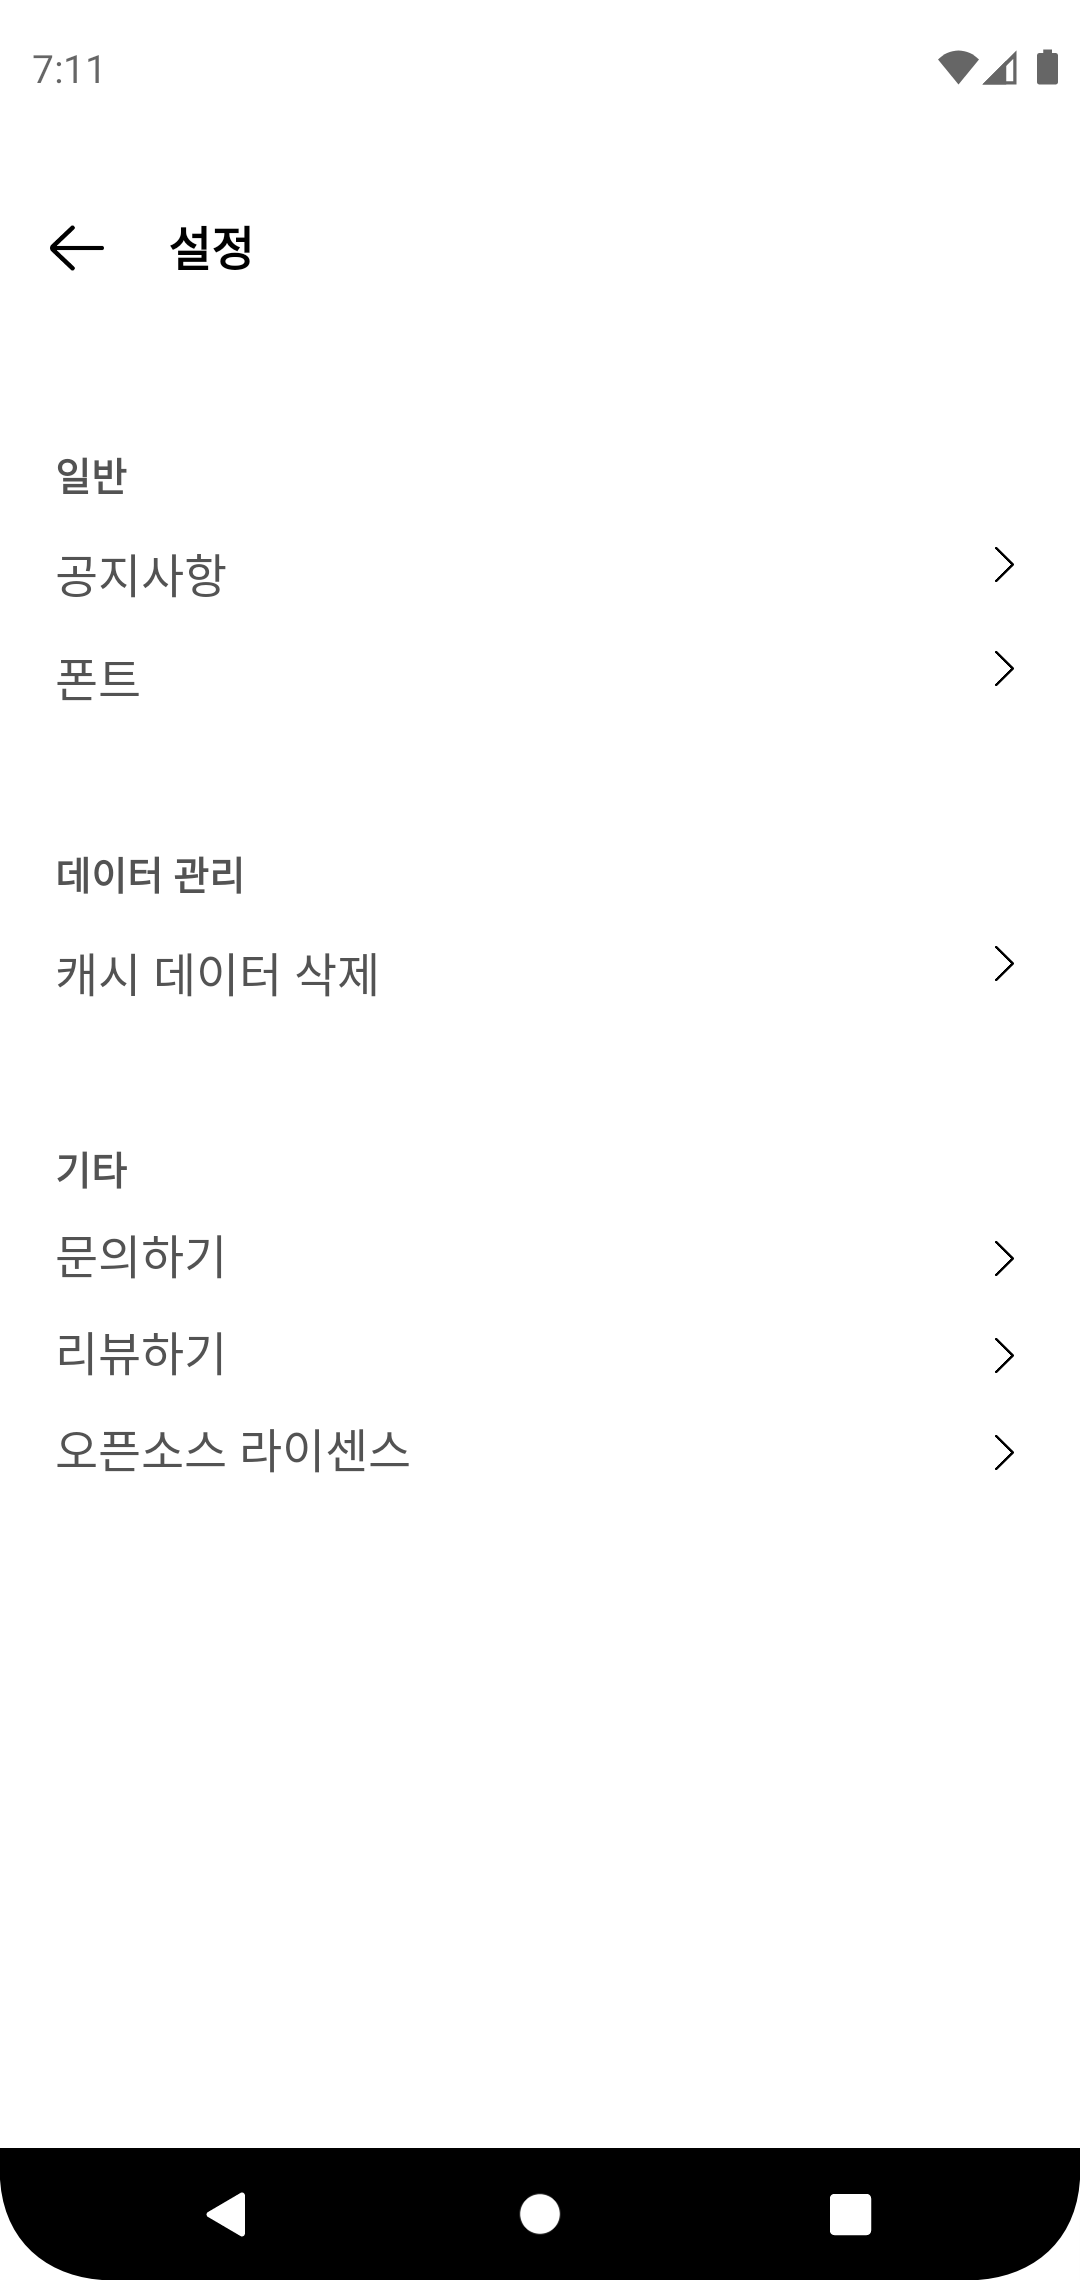 7:11
설정
일반
공지사항
폰트
데이터 관리
캐시 데이터 삭제
기타
문의하기
리뷰하기
오픈소스 라이센스